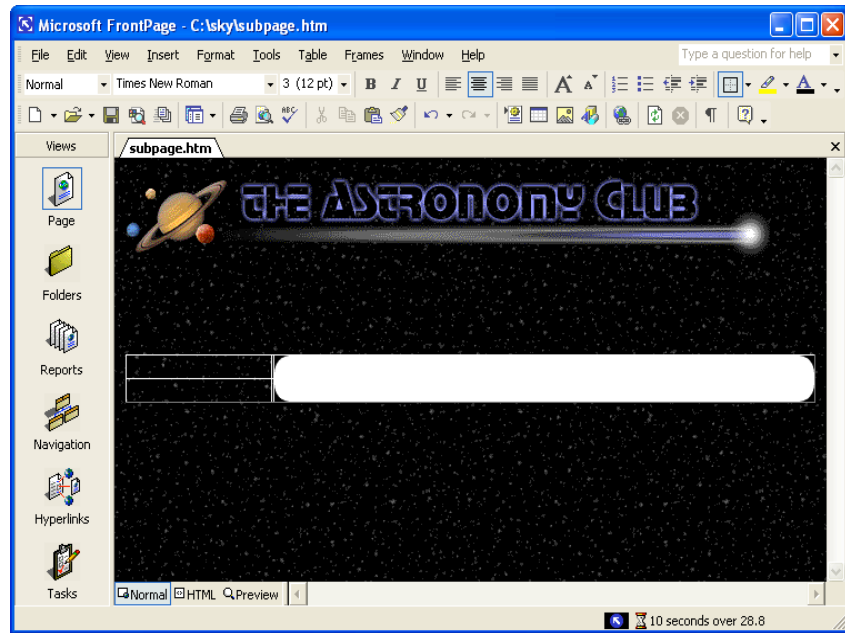 Microsoft FrontPage - C:\sky\subpage.htm
File Edit View Insert Format Tools Table Frames Window Help Type a question for help
Normal Times New Roman 3 (12 pt) B I U A A A
ABC ¶ ?
Views subpage.htm
the Astronomy Club
Page
Folders
Reports
Navigation
Hyperlinks
Tasks
Normal HTML Preview
10 seconds over 28.8